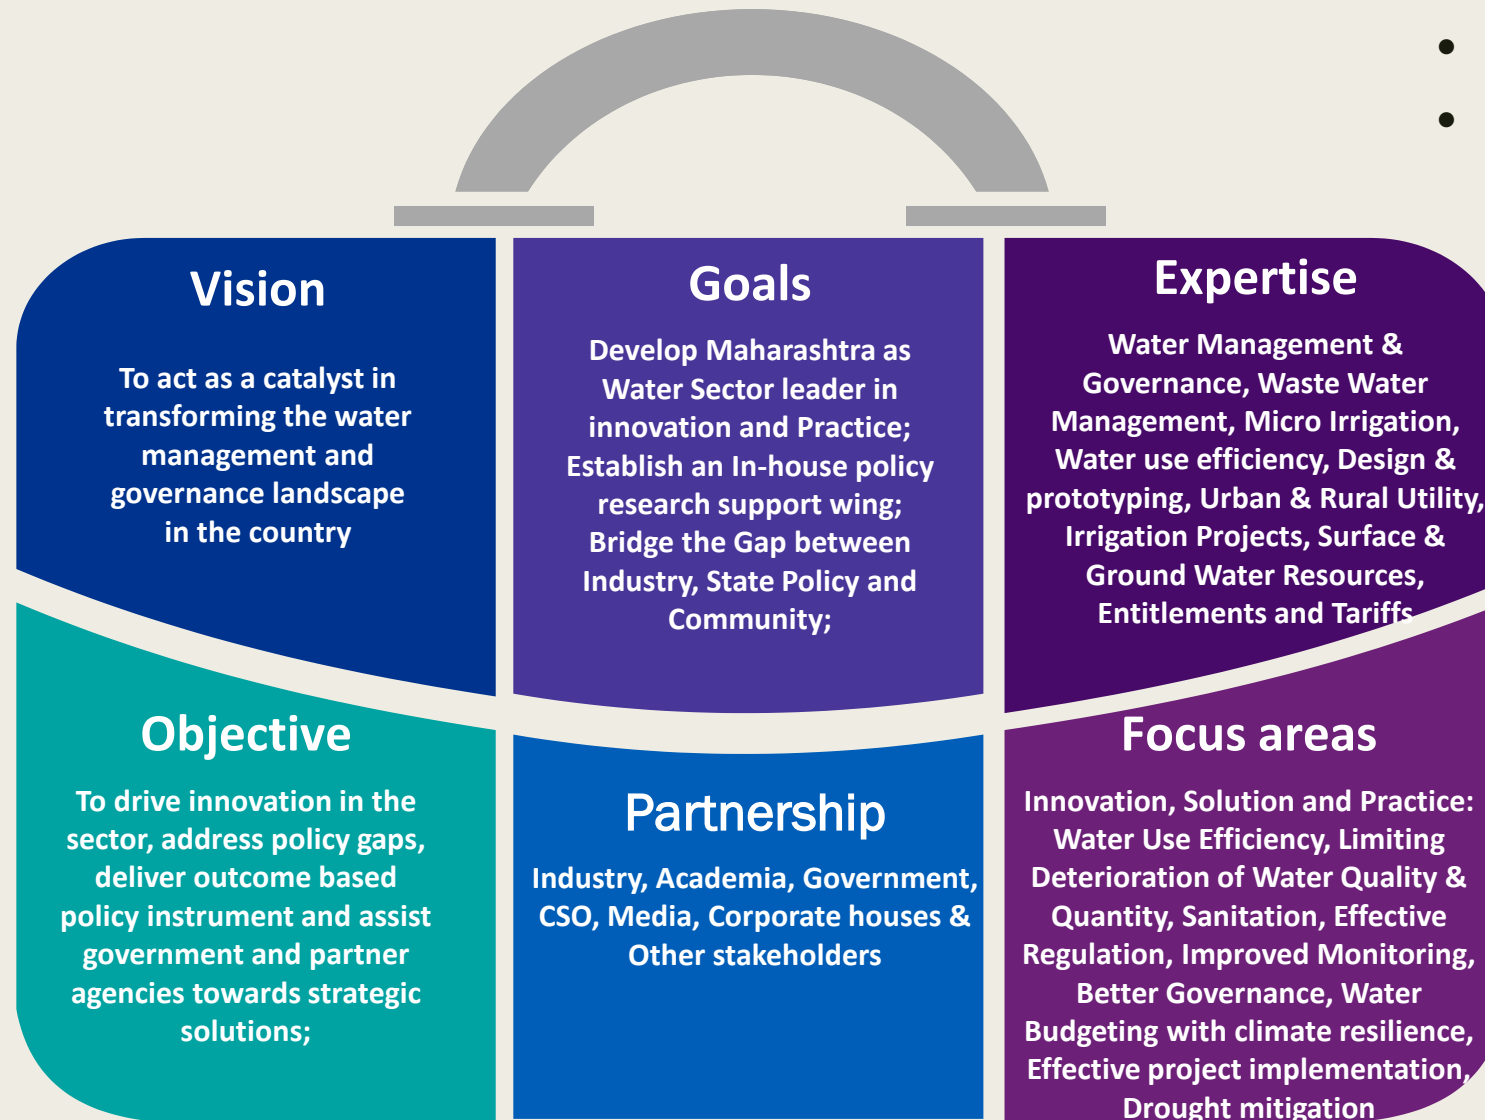 •
•
Vision
To act as a catalyst in
transforming the water
management and
governance landscape
in the country
Goals
Develop Maharashtra as
Water Sector leader in
innovation and Practice;
Establish an In-house policy
research support wing;
Bridge the Gap between
Industry, State Policy and
Community;
Expertise
Water Management &
Governance, Waste Water
Management, Micro Irrigation,
Water use efficiency, Design &
prototyping, Urban & Rural Utility,
Irrigation Projects, Surface &
Ground Water Resources,
Entitlements and Tariffs
Objective
To drive innovation in the
sector, address policy gaps,
deliver outcome based
policy instrument and assist
government and partner
agencies towards strategic
solutions;
Partnership
Industry, Academia, Government,
CSO, Media, Corporate houses &
Other stakeholders
Focus areas
Innovation, Solution and Practice:
Water Use Efficiency, Limiting
Deterioration of Water Quality &
Quantity, Sanitation, Effective
Regulation, Improved Monitoring,
Better Governance, Water
Budgeting with climate resilience,
Effective project implementation,
Drought mitigation